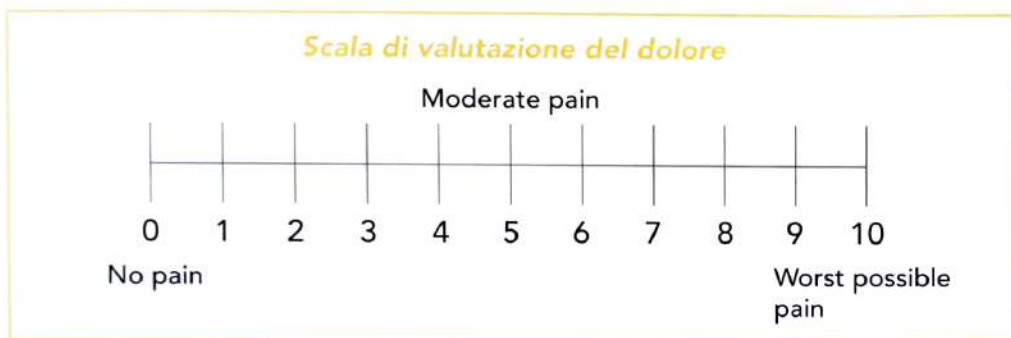 Scala di valutazione del dolore
Moderate pain
0 1 2 3 4 5 6 7 8 9 10
No pain
Worst possible
pain